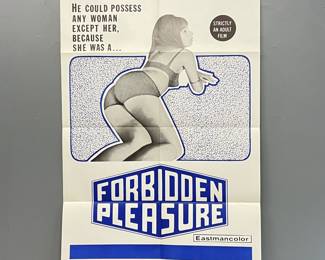 HE COULD POSSESS
ANY WOMAN
EXCEPT HER,
BECAUSE
SHE WAS A...
STRICTLY
AN ADULT
FILM
FORBIDDEN
PLEASURE
Eastmancolor